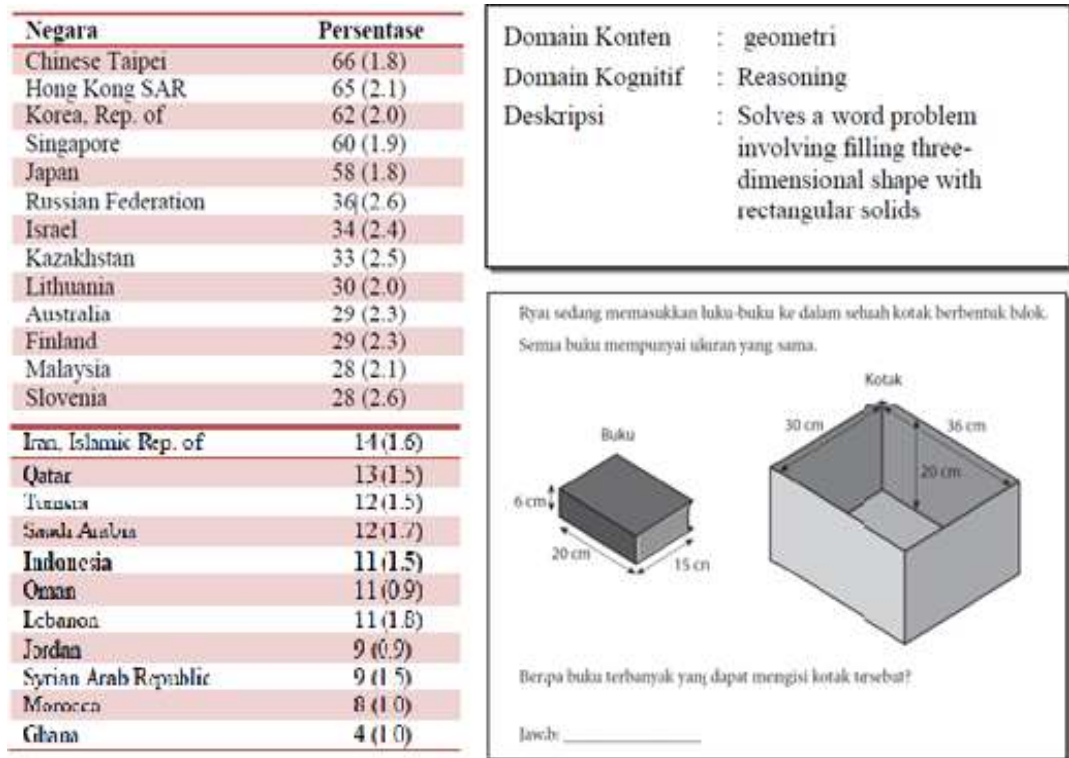 Negara Persentase
Chinese Taipei 66 (1.8)
Hong Kong SAR 65 (2.1)
Korea, Rep. of 62 (2.0)
Singapore 60 (1.9)
Japan 58 (1.8)
Russian Federation 36 (2.6)
Israel 34 (2.4)
Kazakhstan 33 (2.5)
Lithuania 30 (2.0)
Australia 29 (2.3)
Finland 29 (2.3)
Malaysia 28 (2.1)
Slovenia 28 (2.6)
Iran, Islamic Rep. of 14 (1.6)
Qatar 13 (1.5)
Tunisia 12 (1.5)
Saudi Arabia 12 (1.7)
Indonesia 11 (1.5)
Oman 11 (0.9)
Lebanon 11 (1.8)
Jordan 9 (0.9)
Syrian Arab Republic 9 (1.5)
Morocco 8 (1.0)
Ghana 4 (1.0)
Domain Konten : geometri
Domain Kognitif : Reasoning
Deskripsi : Solves a word problem
involving filling three-
dimensional shape with
rectangular solids
Ryan sedang memasukkan buku-buku ke dalam sebuah kotak berbentuk balok.
Semua buku mempunyai ukuran yang sama.
Kotak
30 cm
36 cm
20 cm
Buku
6 cm
20 cm
15 cm
Berapa buku terbanyak yang dapat mengisi kotak tersebut?
Jawab: